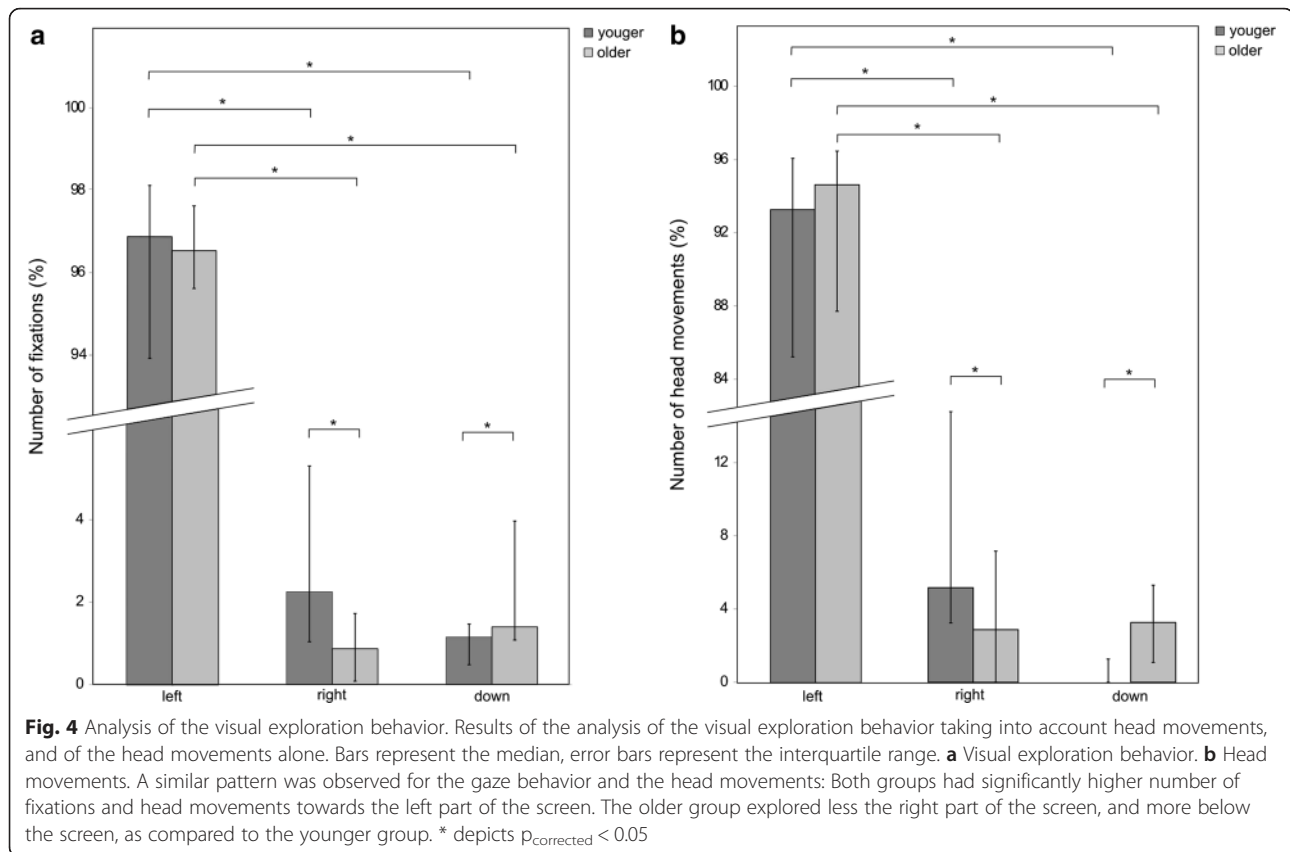 a
youger
older
*
*
*
*
100
98
96
94
4
2
0
*
*
Number of fixations (%)
left right down
b
youger
older
*
*
*
*
100
96
92
88
84
12
8
4
0
*
*
Number of head movements (%)
left right down
Fig. 4 Analysis of the visual exploration behavior. Results of the analysis of the visual exploration behavior taking into account head movements,
and of the head movements alone. Bars represent the median, error bars represent the interquartile range. a Visual exploration behavior. b Head
movements. A similar pattern was observed for the gaze behavior and the head movements: Both groups had significantly higher number of
fixations and head movements towards the left part of the screen. The older group explored less the right part of the screen, and more below
the screen, as compared to the younger group. * depicts pcorrected < 0.05